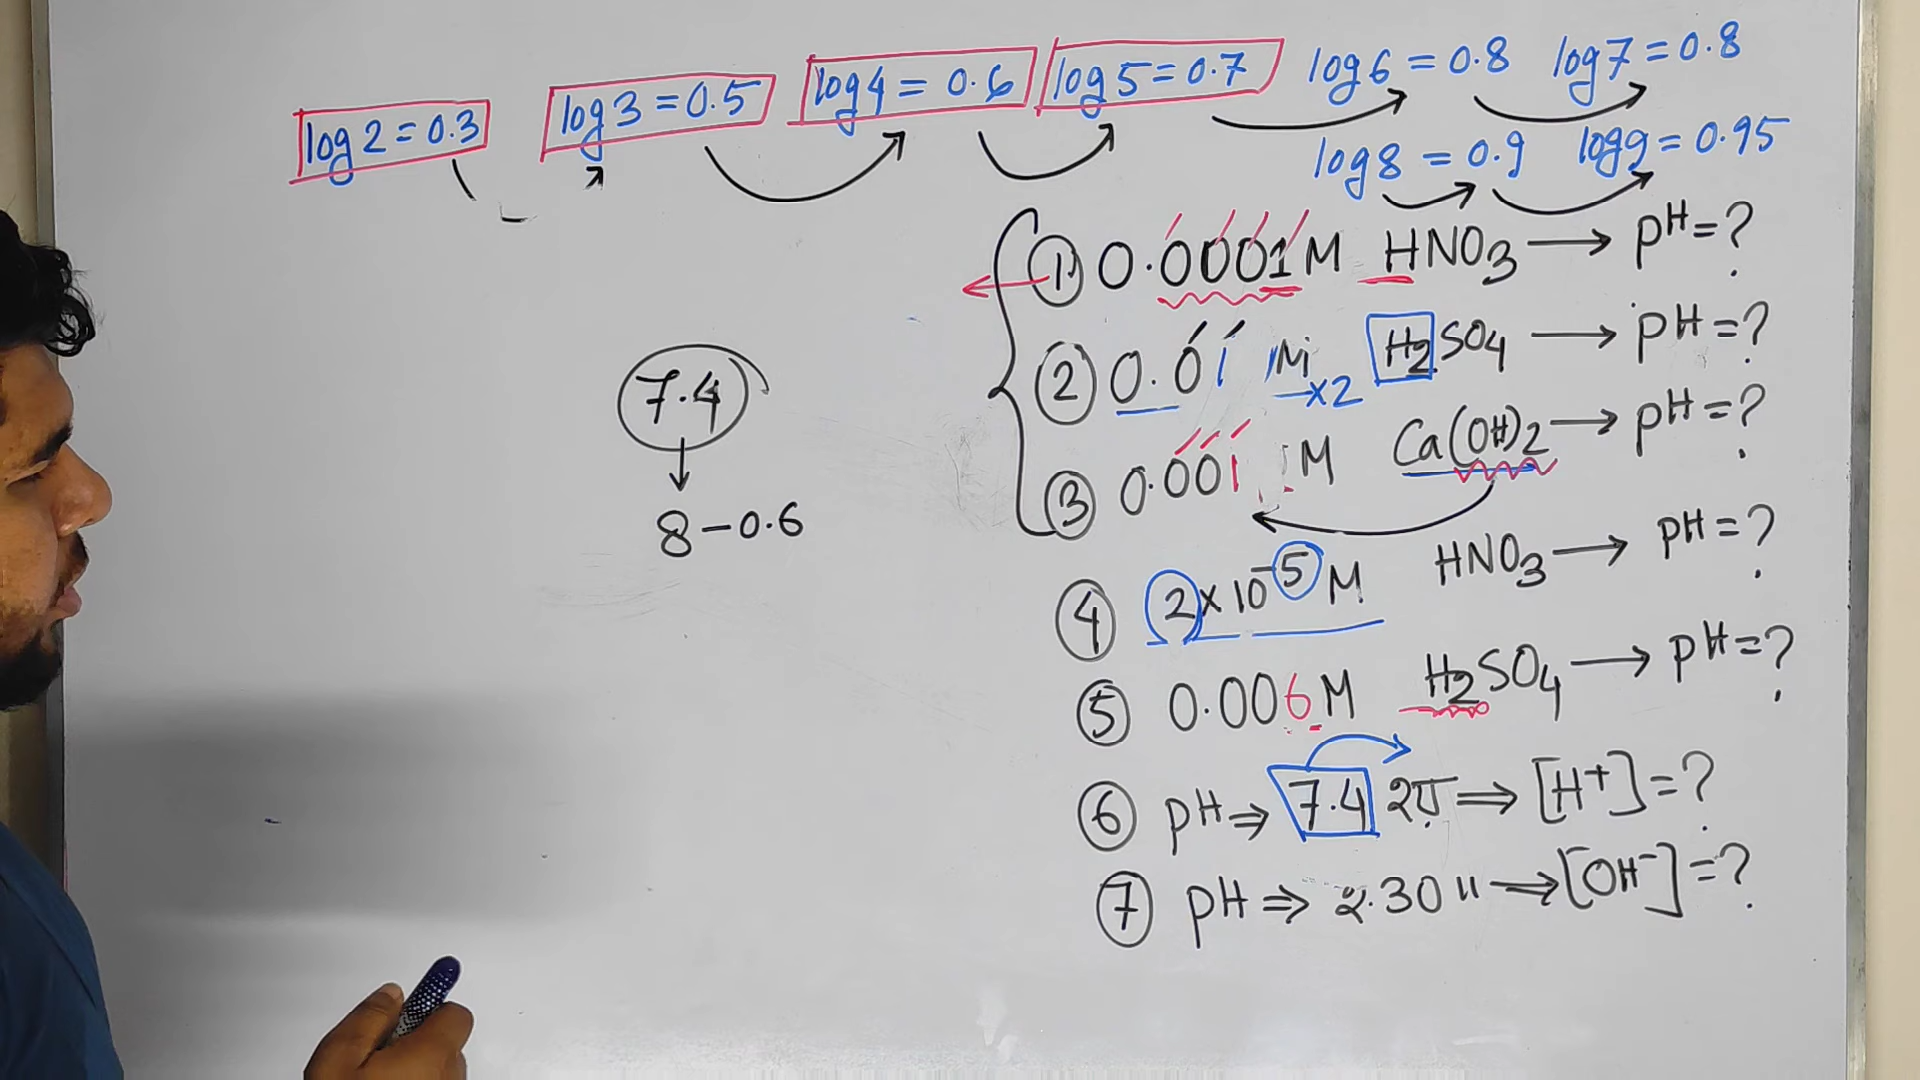 log 2 = 0.3 log 3 = 0.5 log 4 = 0.6 log 5 = 0.7 log 6 = 0.8 log 7 = 0.8
log 8 = 0.9 log 9 = 0.95
① 0.0001 M HNO₃ → pH = ?
② 0.01 M ×2 H₂SO₄ → pH = ?
③ 0.001 M Ca(OH)₂ → pH = ?
④ 2×10⁻⁵ M HNO₃ → pH = ?
⑤ 0.006 M H₂SO₄ → pH = ?
⑥ pH ⇒ 7.4 হয় ⇒ [H⁺] = ?
⑦ pH ⇒ 2.30 " ⇒ [OH⁻] = ?
7.4
↓
8 – 0.6